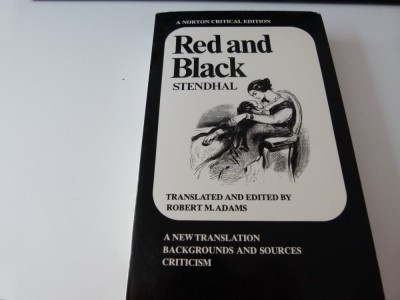 A NORTON CRITICAL EDITION
Red and
Black
STENDHAL
TRANSLATED AND EDITED BY
ROBERT M. ADAMS
A NEW TRANSLATION
BACKGROUNDS AND SOURCES
CRITICISM